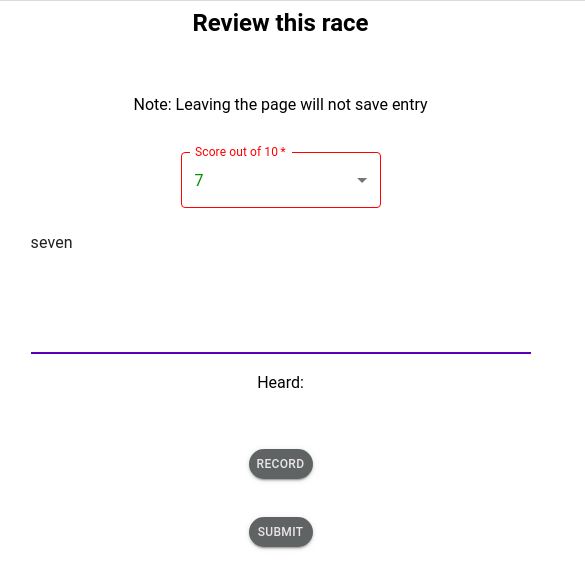 Review this race
Note: Leaving the page will not save entry
Score out of 10 *
7
seven
Heard:
RECORD
SUBMIT